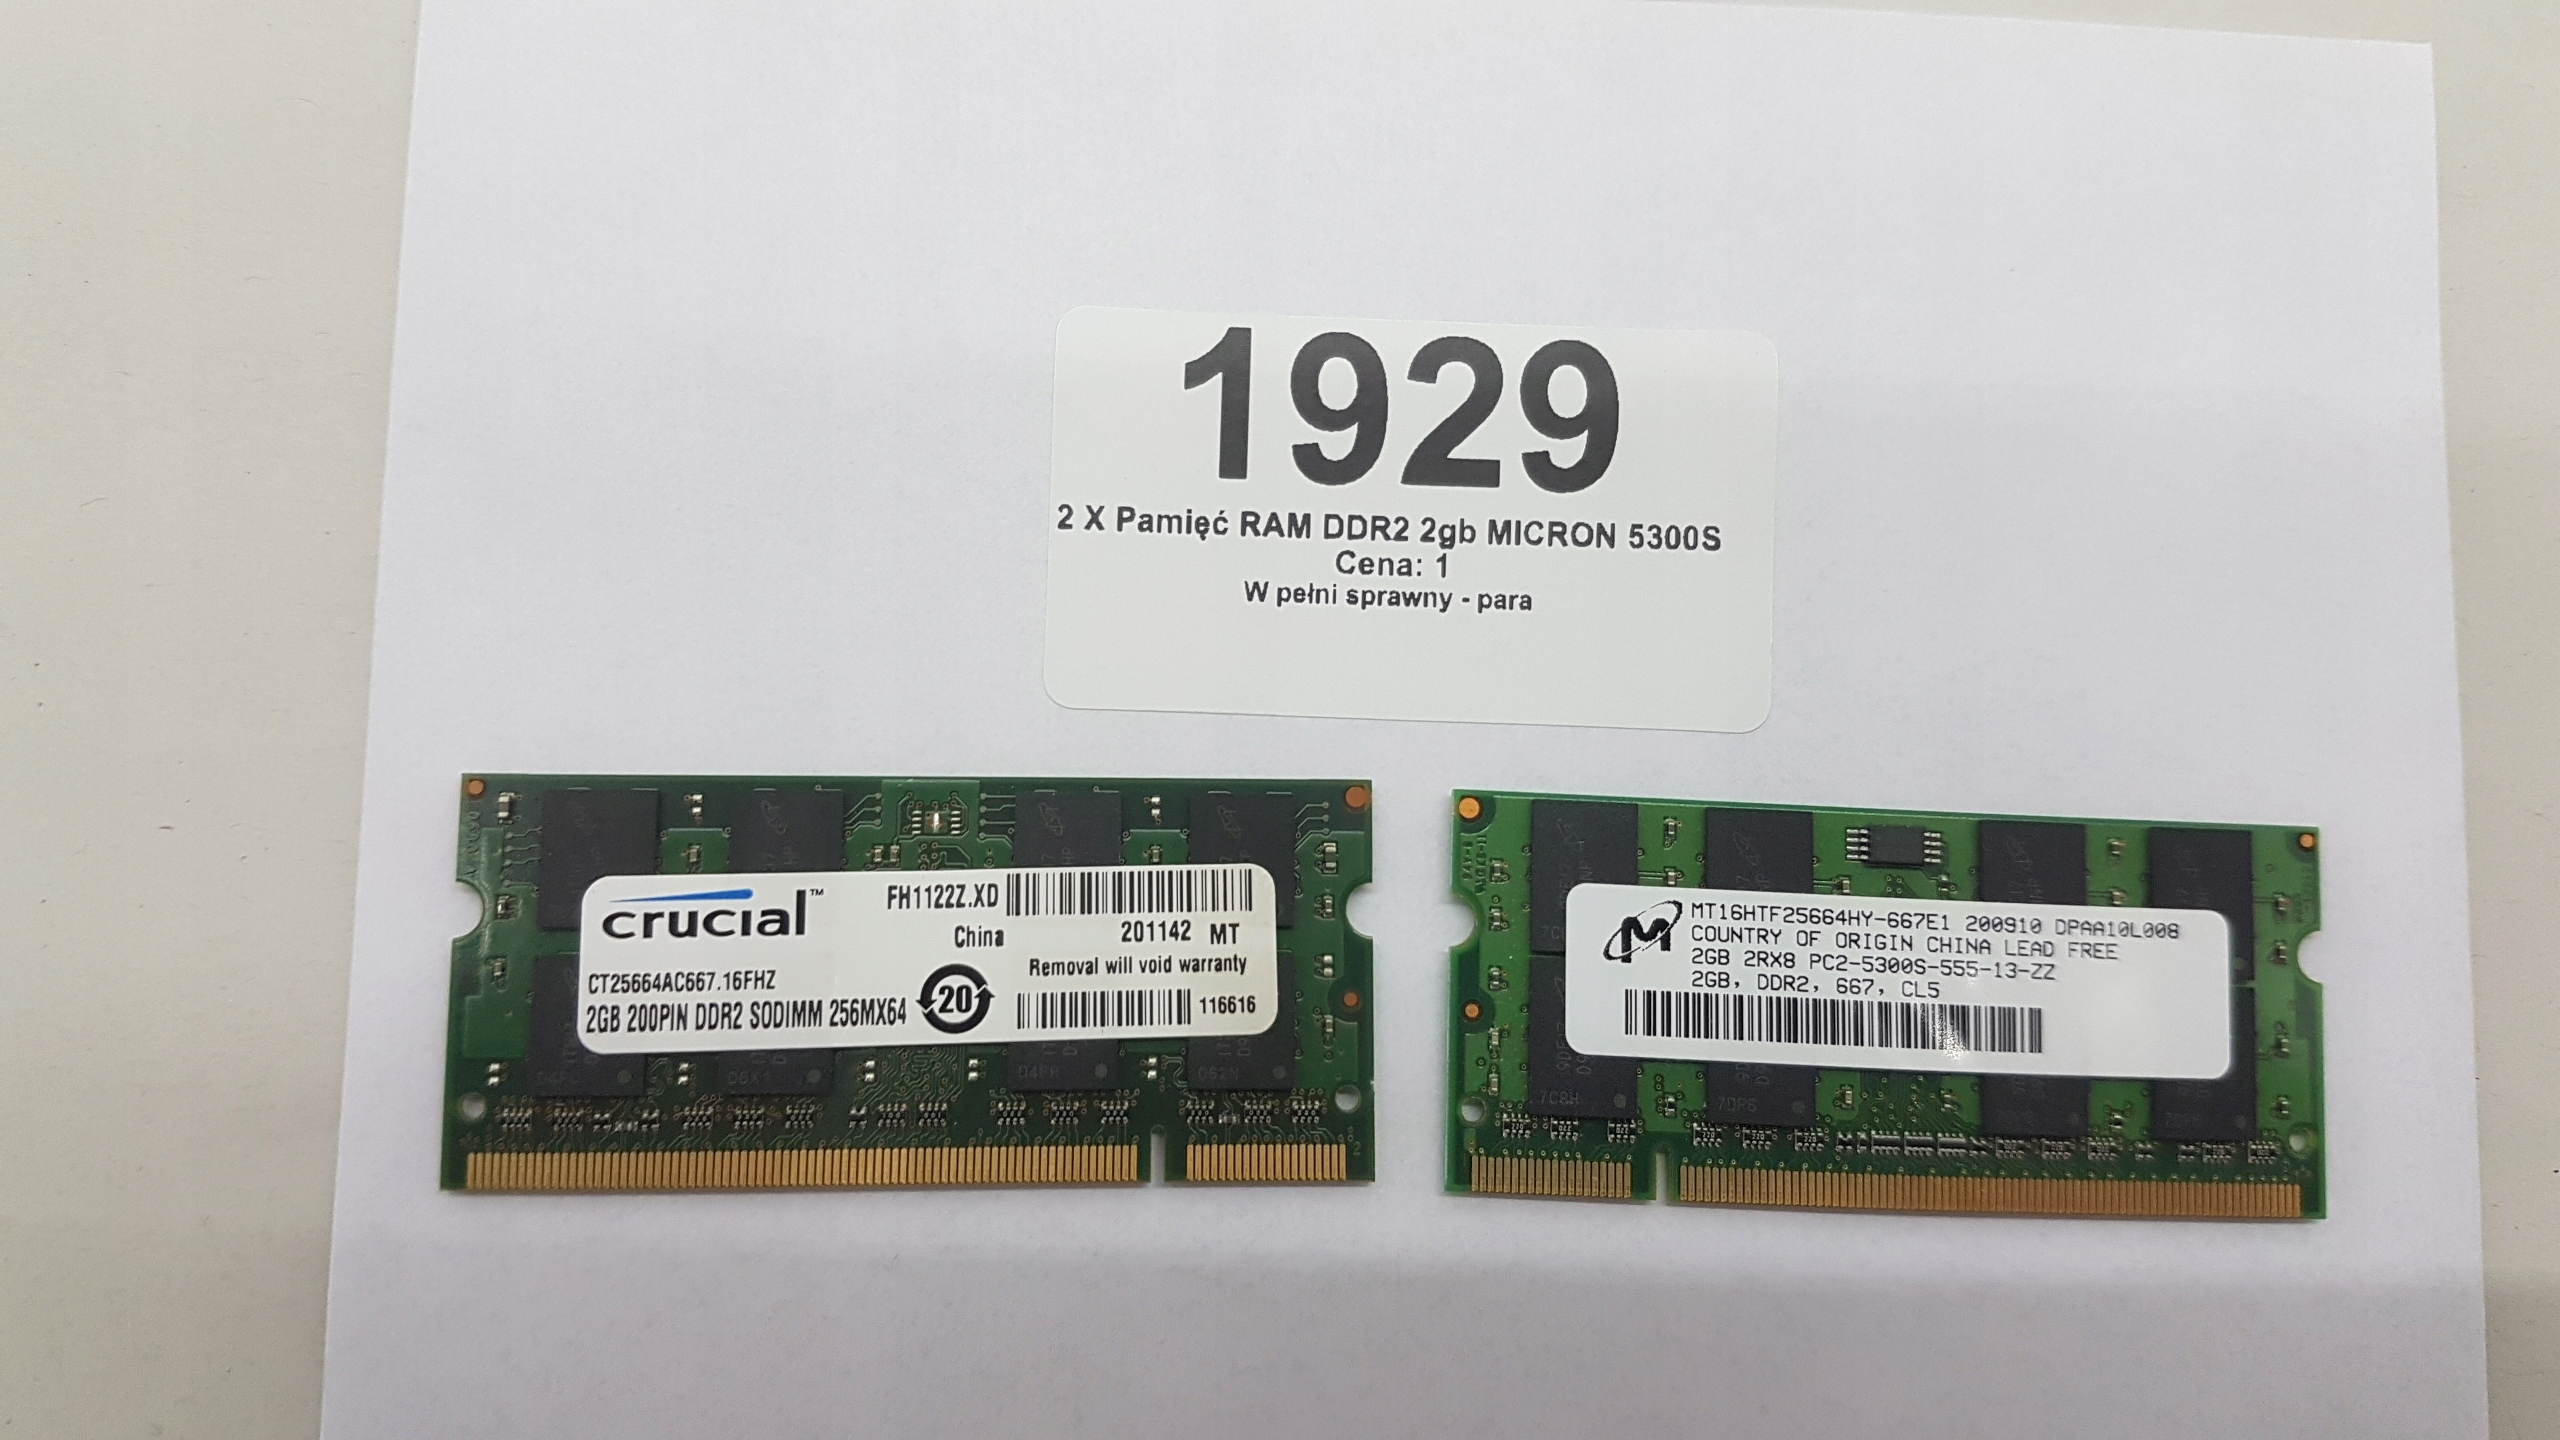 1929
2 X Pamięć RAM DDR2 2gb MICRON 5300S
Cena: 1
W pełni sprawny - para
crucial™
FH1122Z.XD
China
201142 MT
Removal will void warranty
CT25664AC667.16FHZ
2GB 200PIN DDR2 SODIMM 256MX64
20
116616
M
MT16HTF25664HY-667E1 200910 DPAA10L008
COUNTRY OF ORIGIN CHINA LEAD FREE
2GB 2RX8 PC2-5300S-555-13-ZZ
2GB, DDR2, 667, CL5